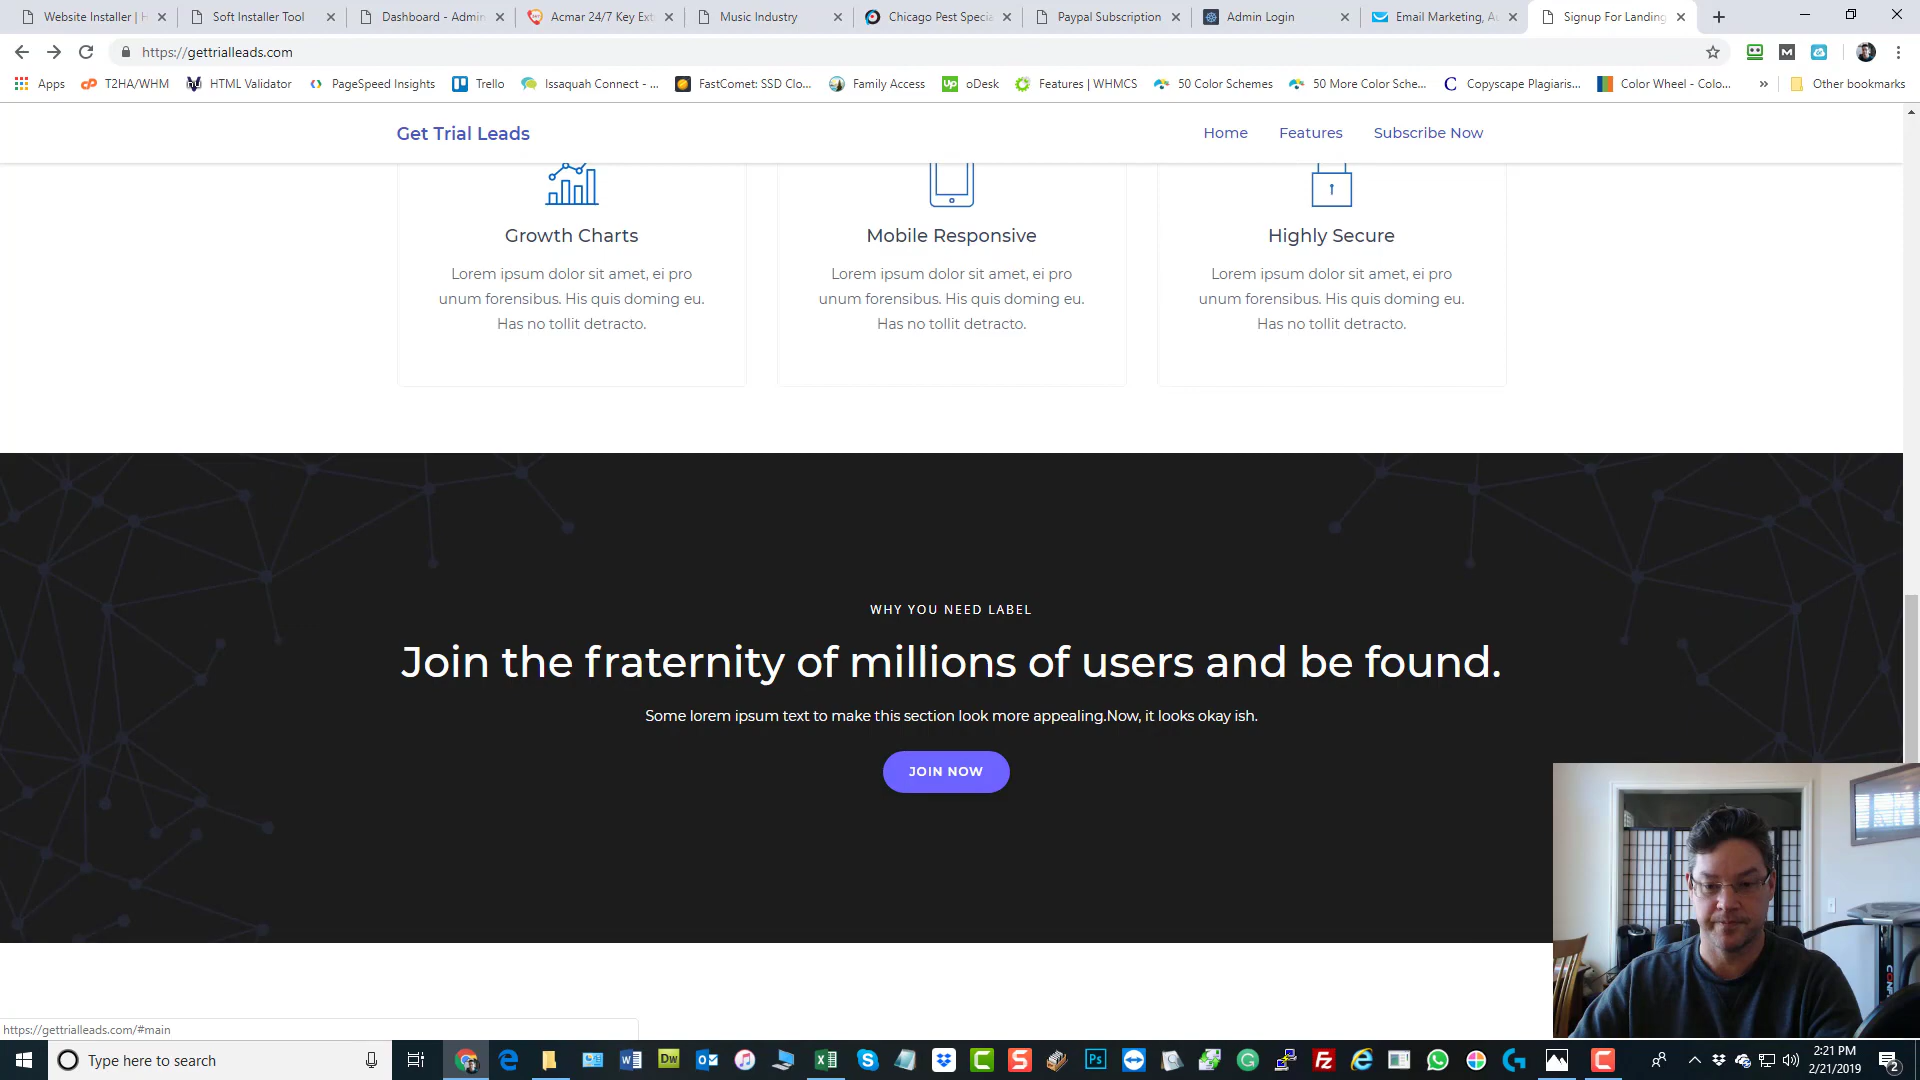 Website Installer | H
Soft Installer Tool
Dashboard - Admin
Acmar 24/7 Key Ext
Music Industry
Chicago Pest Specia
Paypal Subscription
Admin Login
Email Marketing, Au
Signup For Landing
https://gettrialleads.com
Apps
T2HA/WHM
HTML Validator
PageSpeed Insights
Trello
Issaquah Connect - ...
FastComet: SSD Clo...
Family Access
Up
oDesk
Features | WHMCS
50 Color Schemes
50 More Color Sche...
Copyscape Plagiaris...
Color Wheel - Colo...
»
Other bookmarks
Get Trial Leads
Home
Features
Subscribe Now
Growth Charts
Lorem ipsum dolor sit amet, ei pro
unum forensibus. His quis doming eu.
Has no tollit detracto.
Mobile Responsive
Lorem ipsum dolor sit amet, ei pro
unum forensibus. His quis doming eu.
Has no tollit detracto.
Highly Secure
Lorem ipsum dolor sit amet, ei pro
unum forensibus. His quis doming eu.
Has no tollit detracto.
WHY YOU NEED LABEL
Join the fraternity of millions of users and be found.
Some lorem ipsum text to make this section look more appealing.Now, it looks okay ish.
JOIN NOW
https://gettrialleads.com/#main
Type here to search
2:21 PM
2/21/2019
2